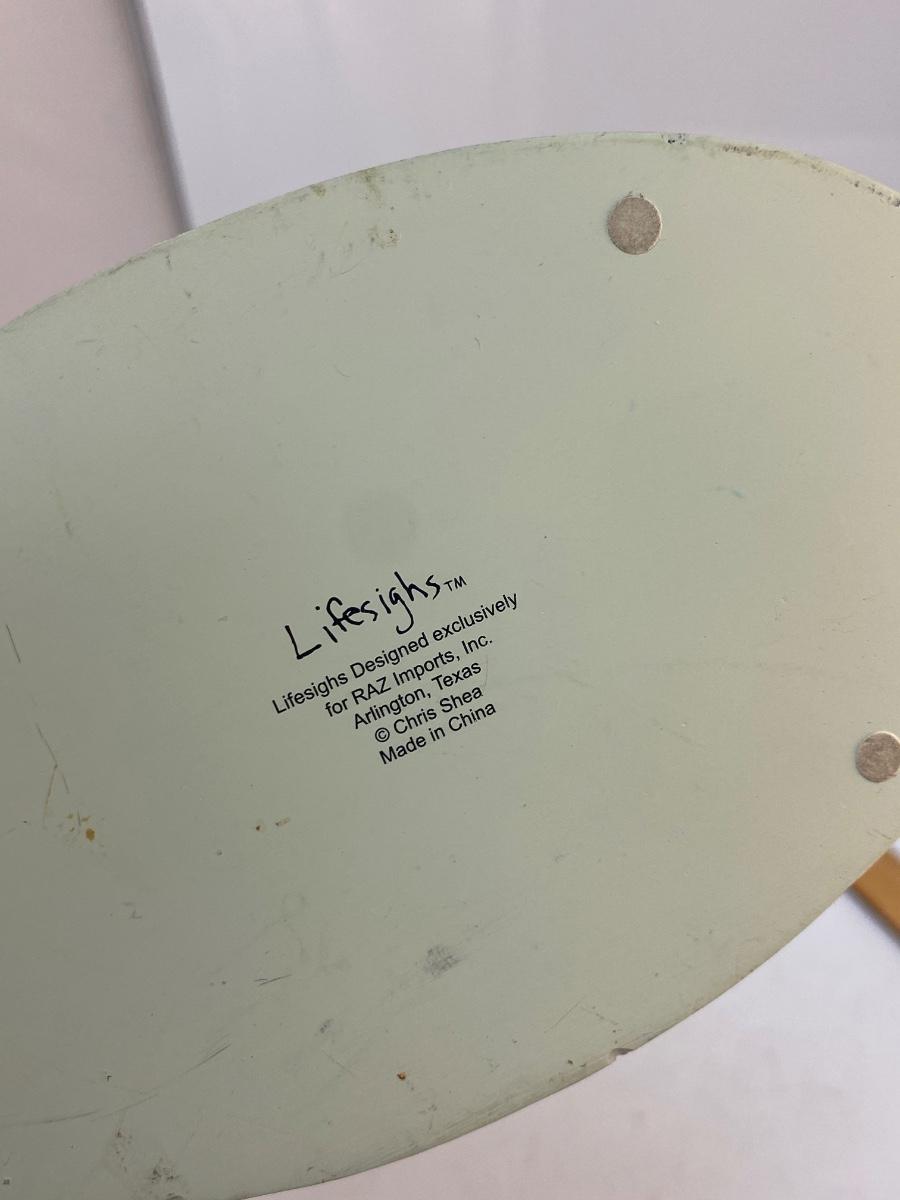 Lifesighs™
Lifesighs Designed exclusively
for RAZ Imports, Inc.
Arlington, Texas
© Chris Shea
Made in China